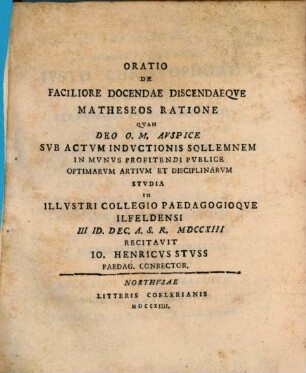 ORATIO
DE
FACILIORE DOCENDAE DISCENDAEQVE
MATHESEOS RATIONE
QVAM
DEO O. M. AVSPICE
SVB ACTVM INDVCTIONIS SOLLEMNEM
IN MVNVS PROFITENDI PVBLICE
OPTIMARVM ARTIVM ET DISCIPLINARVM
STVDIA
IN
ILLVSTRI COLLEGIO PAEDAGOGIOQVE
ILFELDENSI
III ID. DEC. A. S. R. MDCCXIII
RECITAVIT
IO. HENRICVS STVSS
PAEDAG. CONRECTOR.
NORTHVSAE
LITTERIS COELERIANIS
MDCCXIIII.